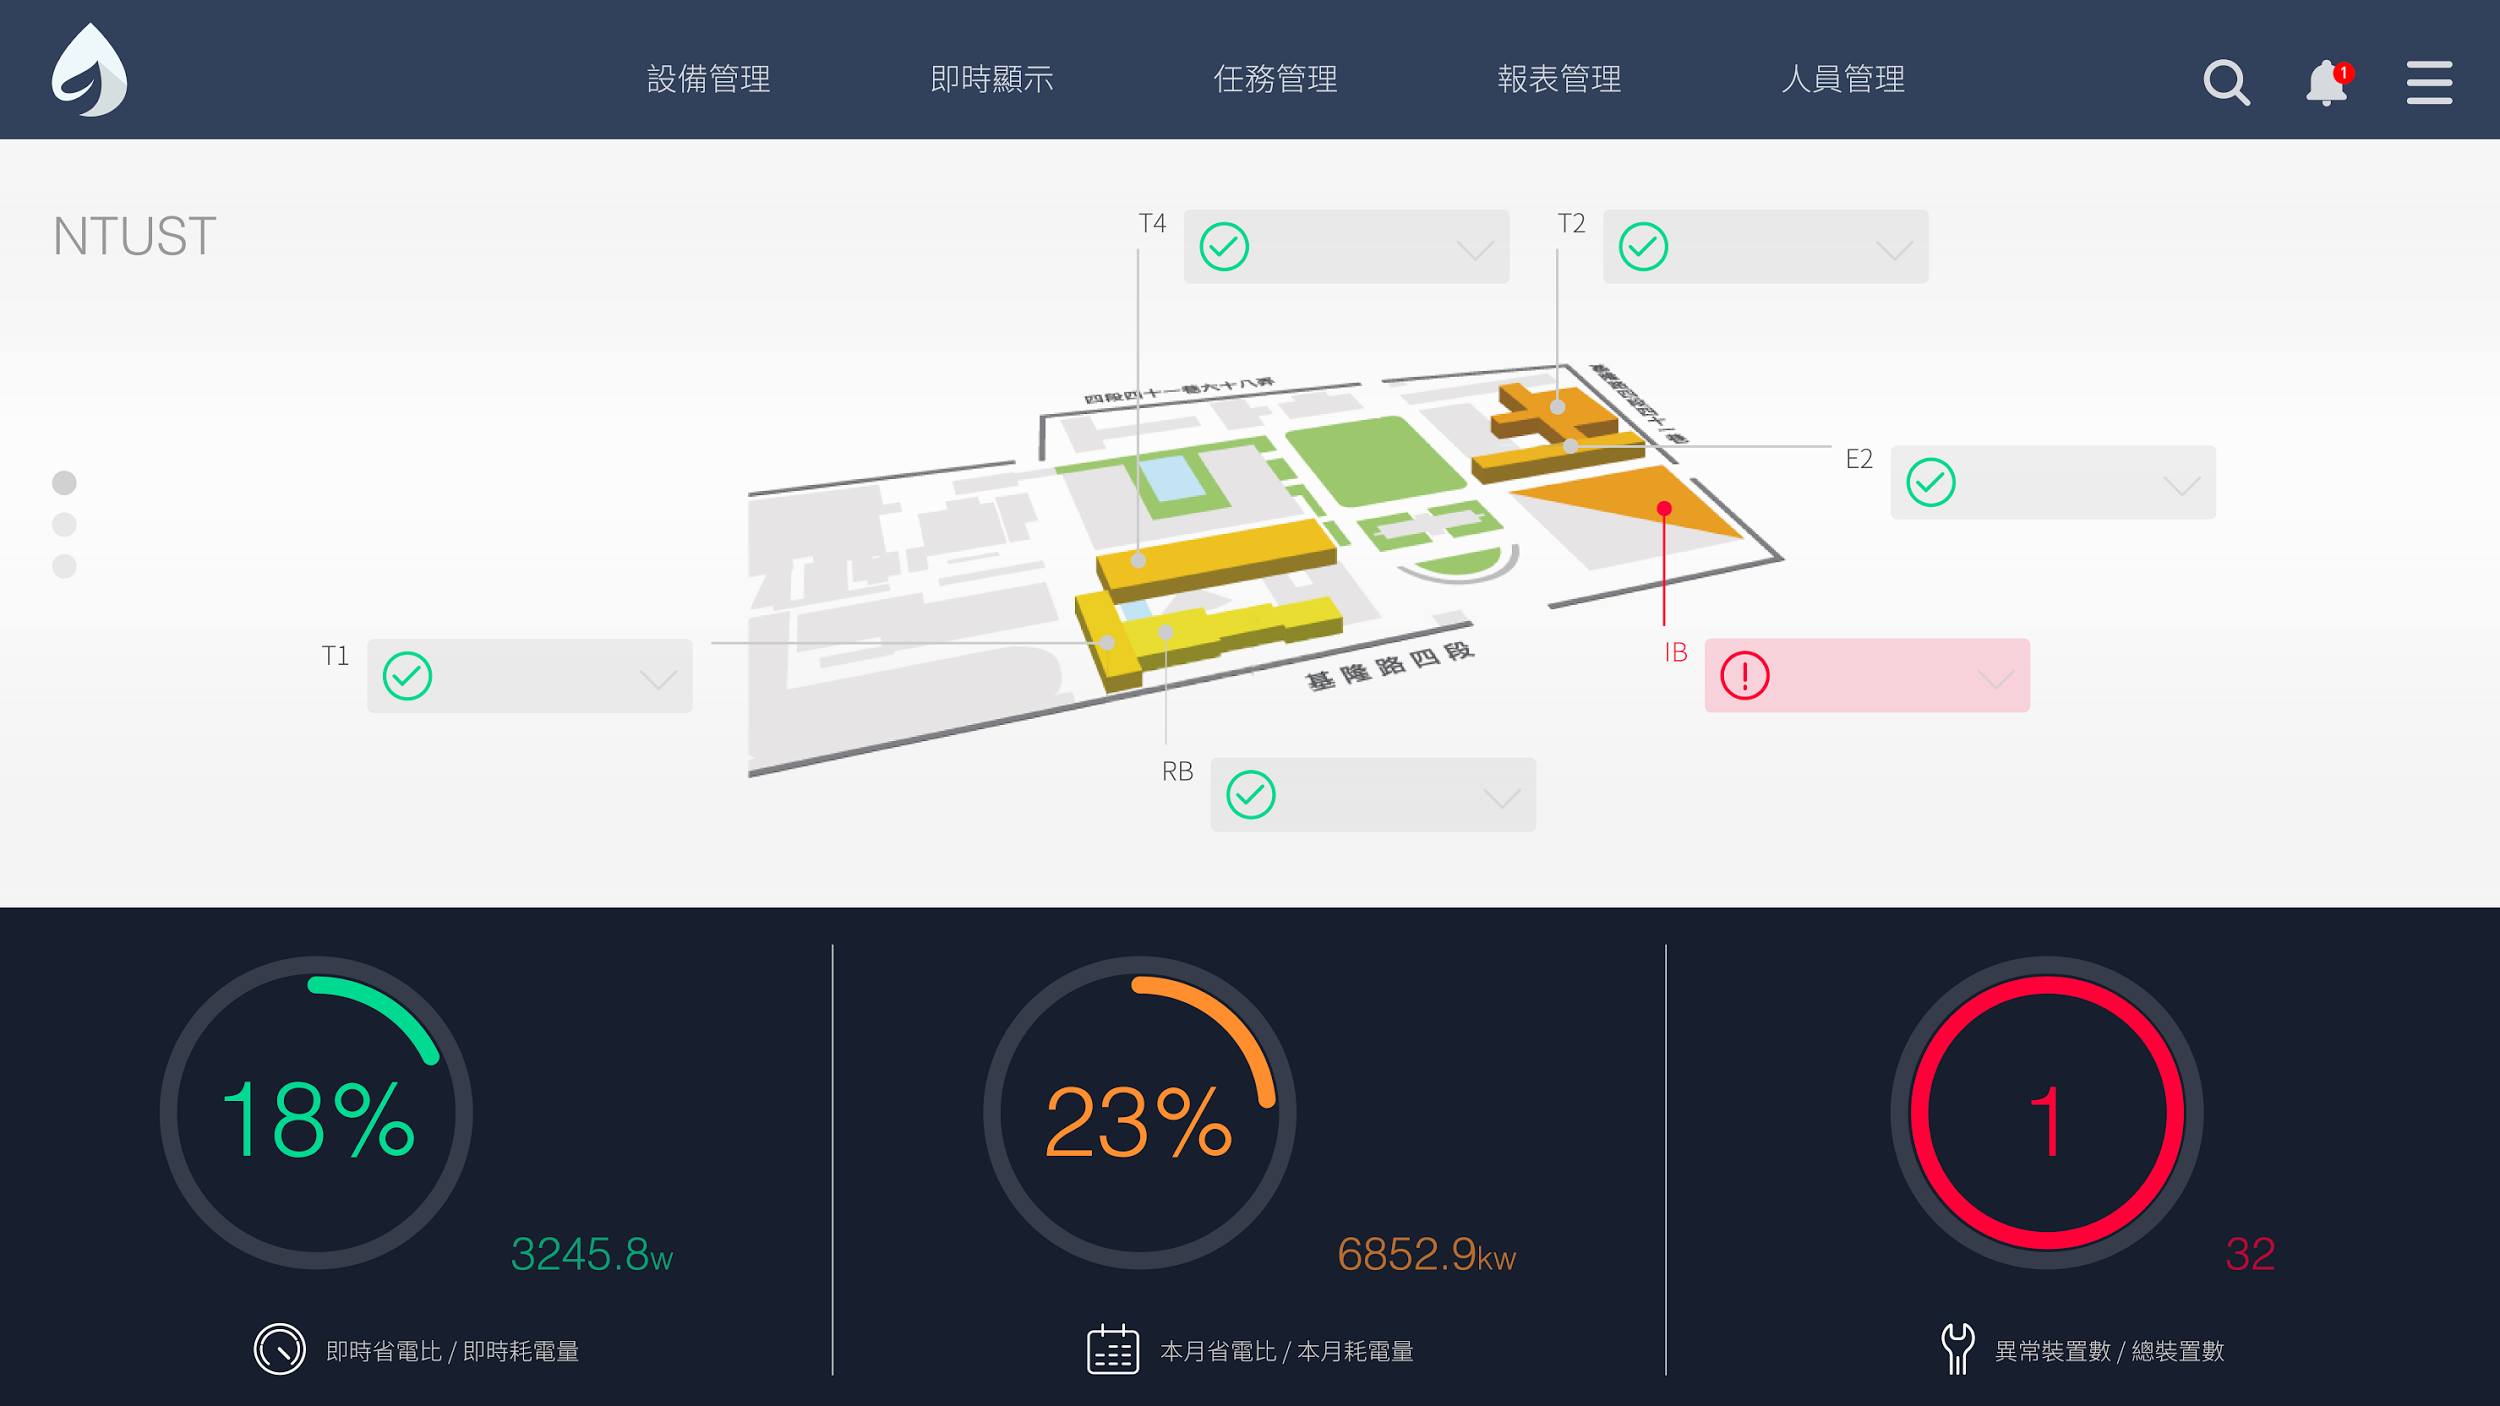 設備管理
即時顯示
任務管理
報表管理
人員管理
1
NTUST
T4
T2
四段四十一巷六十八弄
E2
T1
基隆路四段
IB
RB
18%
3245.8w
即時省電比 / 即時耗電量
23%
6852.9kw
本月省電比 / 本月耗電量
1
32
異常裝置數 / 總裝置數